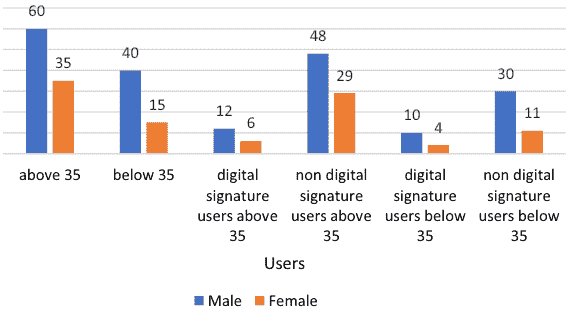 60
35
40
15
12
6
48
29
10
4
30
11
above 35
below 35
digital
signature
users above
35
non digital
signature
users above
35
digital
signature
users below
35
non digital
signature
users below
35
Users
Male
Female